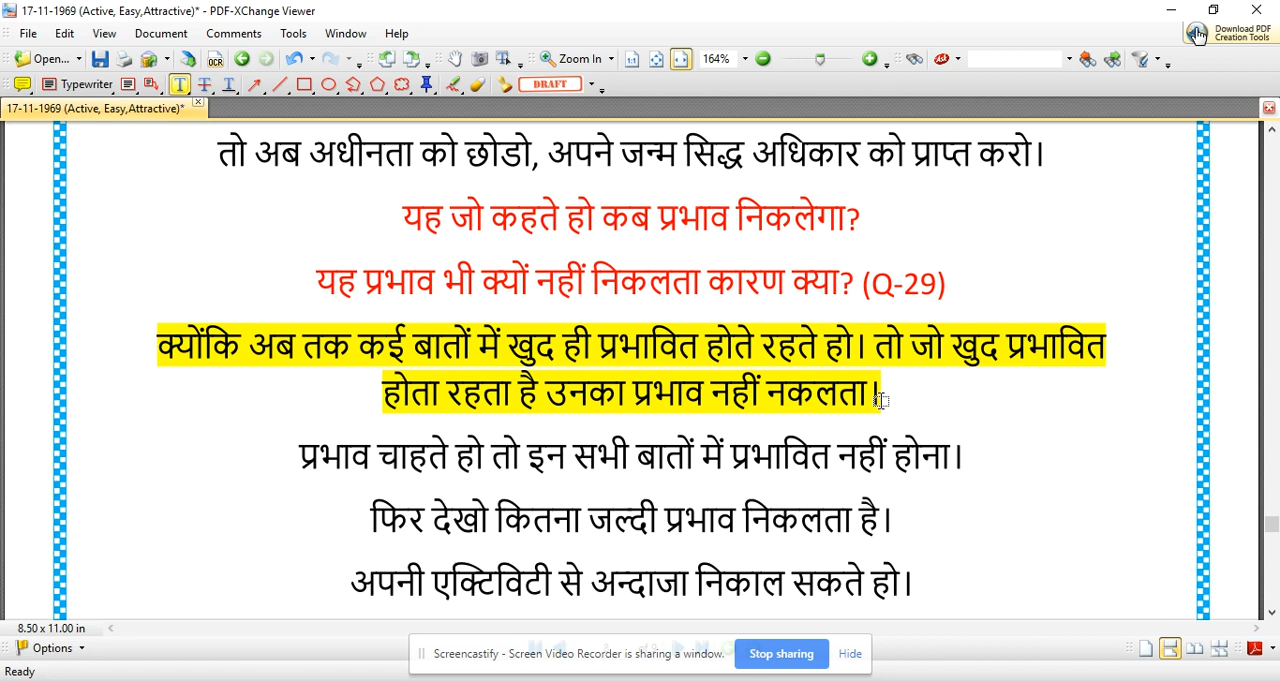 17-11-1969 (Active, Easy,Attractive)* - PDF-XChange Viewer
File Edit View Document Comments Tools Window Help
Download PDF
Creation Tools
Open... OCR Zoom In 164%
Typewriter DRAFT
17-11-1969 (Active, Easy,Attractive)*
तो अब अधीनता को छोडो, अपने जन्म सिद्ध अधिकार को प्राप्त करो।
यह जो कहते हो कब प्रभाव निकलेगा?
यह प्रभाव भी क्यों नहीं निकलता कारण क्या? (Q-29)
क्योंकि अब तक कई बातों में खुद ही प्रभावित होते रहते हो। तो जो खुद प्रभावित
होता रहता है उनका प्रभाव नहीं नकलता।
प्रभाव चाहते हो तो इन सभी बातों में प्रभावित नहीं होना।
फिर देखो कितना जल्दी प्रभाव निकलता है।
अपनी एक्टिविटी से अन्दाजा निकाल सकते हो।
8.50 x 11.00 in
Options
Screencastify - Screen Video Recorder is sharing a window. Stop sharing Hide
Ready